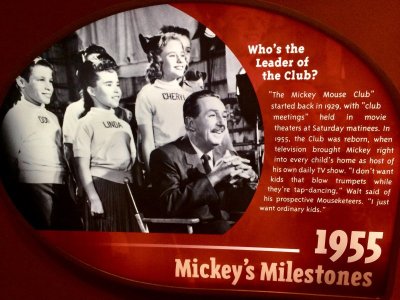 Who's the
Leader of
the Club?
"The Mickey Mouse Club"
started back in 1929, with "club
meetings" held in movie
theaters at Saturday matinees. In
1955, the Club was reborn, when
television brought Mickey right
into every child's home as host of
his own daily TV show. "I don't want
kids that blow trumpets while
they're tap-dancing," Walt said of
his prospective Mouseketeers. "I just
want ordinary kids."
DON
LINDA
CHERYL
1955
Mickey's Milestones